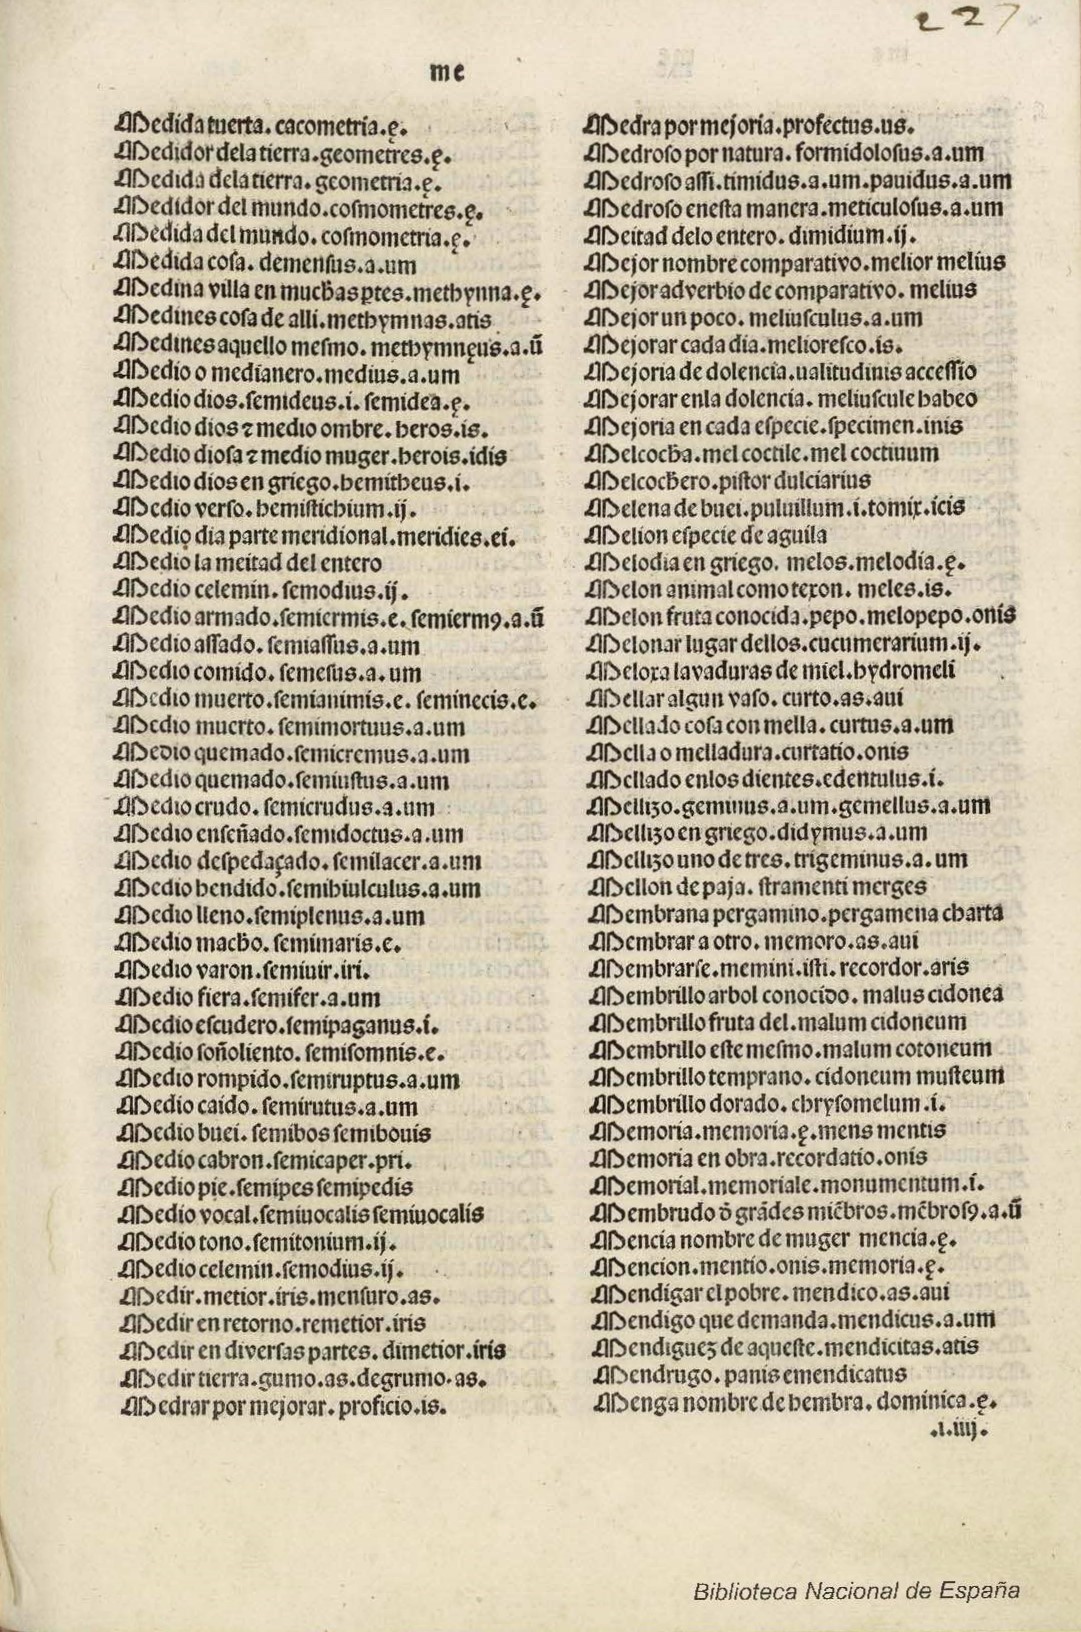 227
me
Medida tuerta. cacometria.ę.
Medidor dela tierra.geometres.ę.
Medida dela tierra. geometria.ę.
Medidor del mundo.cosmometres.ę.
Medida del mundo. cosmometria.ę.
Medida cosa. demensus.a.um
Medina villa en muchas ꝑtes.methynna.ę.
Medines cosa de alli.methymnas.atis
Medines aquello mesmo. methymnęus.a.ũ
Medio o medianero.medius.a.um
Medio dios.semideus.i. semidea.ę.
Medio dios ⁊ medio ombre. heros.is.
Medio diosa ⁊ medio muger.herois.idis
Medio dios en griego.hemitheus.i.
Medio verso. hemistichium.ij.
Medio dia parte meridional.meridies.ei.
Medio la meitad del entero
Medio celemin. semodius.ij.
Medio armado.semiermis.e. semierm9.a.ũ
Medio assado. semiassus.a.um
Medio comido. semesus.a.um
Medio muerto.semianimis.e. seminecis.e.
Medio muerto. semimortuus.a.um
Medio quemado.semicremus.a.um
Medio quemado.semiustus.a.um
Medio crudo. semicrudus.a.um
Medio enseñado.semidoctus.a.um
Medio despedaçado. semilacer.a.um
Medio hendido.semihiulculus.a.um
Medio lleno.semiplenus.a.um
Medio macho. semimaris.e.
Medio varon.semiuir.iri.
Medio fiera.semifer.a.um
Medio escudero.semipaganus.i.
Medio soñoliento. semisomnis.e.
Medio rompido.semiruptus.a.um
Medio caido. semirutus.a.um
Medio buei. semibos semibouis
Medio cabron.semicaper.pri.
Medio pie.semipes semipedis
Medio vocal.semiuocalis semiuocalis
Medio tono.semitonium.ij.
Medio celemin.semodius.ij.
Medir.metior.iris.mensuro.as.
Medir en retorno.remetior.iris
Medir en diversas partes. dimetior.iris
Medir tierra.gumo.as.degrumo.as.
Medrar por mejorar. proficio.is.
Medra por mejoria.profectus.us.
Medroso por natura. formidolosus.a.um
Medroso assi.timidus.a.um.pauidus.a.um
Medroso enesta manera.meticulosus.a.um
Meitad delo entero. dimidium.ij.
Mejor nombre comparativo.melior melius
Mejor adverbio de comparativo. melius
Mejor un poco. meliusculus.a.um
Mejorar cada dia.melioresco.is.
Mejoria de dolencia.ualitudinis accessio
Mejorar enla dolencia. meliuscule habeo
Mejoria en cada especie.specimen.inis
Melcocha.mel coctile.mel coctiuum
Melcochero.pistor dulciarius
Melena de buei.puluillum.i.tomix.icis
Melion especie de aguila
Melodia en griego. melos.melodia.ę.
Melon animal como texon. meles.is.
Melon fruta conocida.pepo.melopepo.onis
Melonar lugar dellos.cucumerarium.ij.
Meloxa lavaduras de miel.hydromeli
Mellar algun vaso. curto.as.aui
Mellado cosa con mella. curtus.a.um
Mella o melladura.curtatio.onis
Mellado enlos dientes.edentulus.i.
Mellizo.geminus.a.um.gemellus.a.um
Mellizo en griego.didymus.a.um
Mellizo uno de tres. trigeminus.a.um
Mellon de paja. stramenti merges
Membrana pergamino.pergamena charta
Membrar a otro. memoro.as.aui
Membrarse.memini.isti.recordor.aris
Membrillo arbol conocido. malus cidonea
Membrillo fruta del.malum cidoneum
Membrillo este mesmo.malum cotoneum
Membrillo temprano. cidoneum musteum
Membrillo dorado. chrysomelum.i.
Memoria.memoria.ę.mens mentis
Memoria en obra.recordatio.onis
Memorial.memoriale.monumentum.i.
Membrudo õ grãdes miẽbros.mẽbros9.a.ũ
Mencia nombre de muger mencia.ę.
Mencion.mentio.onis.memoria.ę.
Mendigar el pobre. mendico.as.aui
Mendigo que demanda.mendicus.a.um
Mendiguez de aqueste.mendicitas.atis
Mendrugo. panis emendicatus
Menga nombre de hembra. dominica.ę.
.i.iiij.
Biblioteca Nacional de España